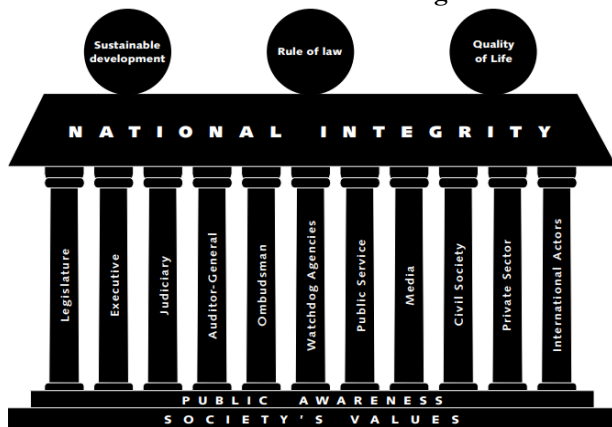 Sustainable
development
Rule of law
Quality
of Life
NATIONAL INTEGRITY
Legislature
Executive
Judiciary
Auditor-General
Ombudsman
Watchdog Agencies
Public Service
Media
Civil Society
Private Sector
International Actors
PUBLIC AWARENESS
SOCIETY'S VALUES